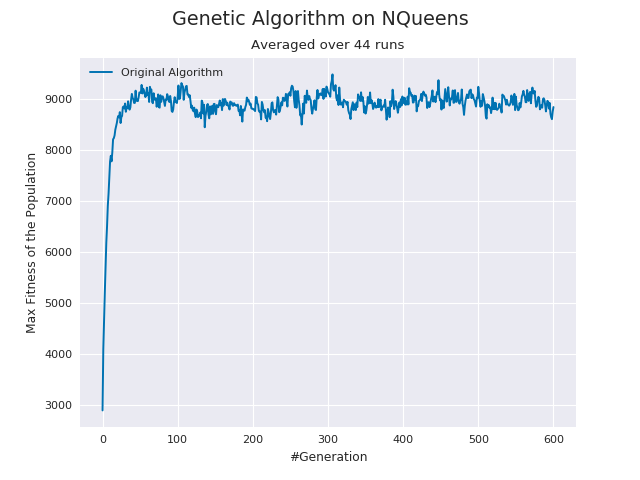 Genetic Algorithm on NQueens
Averaged over 44 runs
Original Algorithm
9000
8000
7000
6000
5000
4000
3000
Max Fitness of the Population
0 100 200 300 400 500 600
#Generation